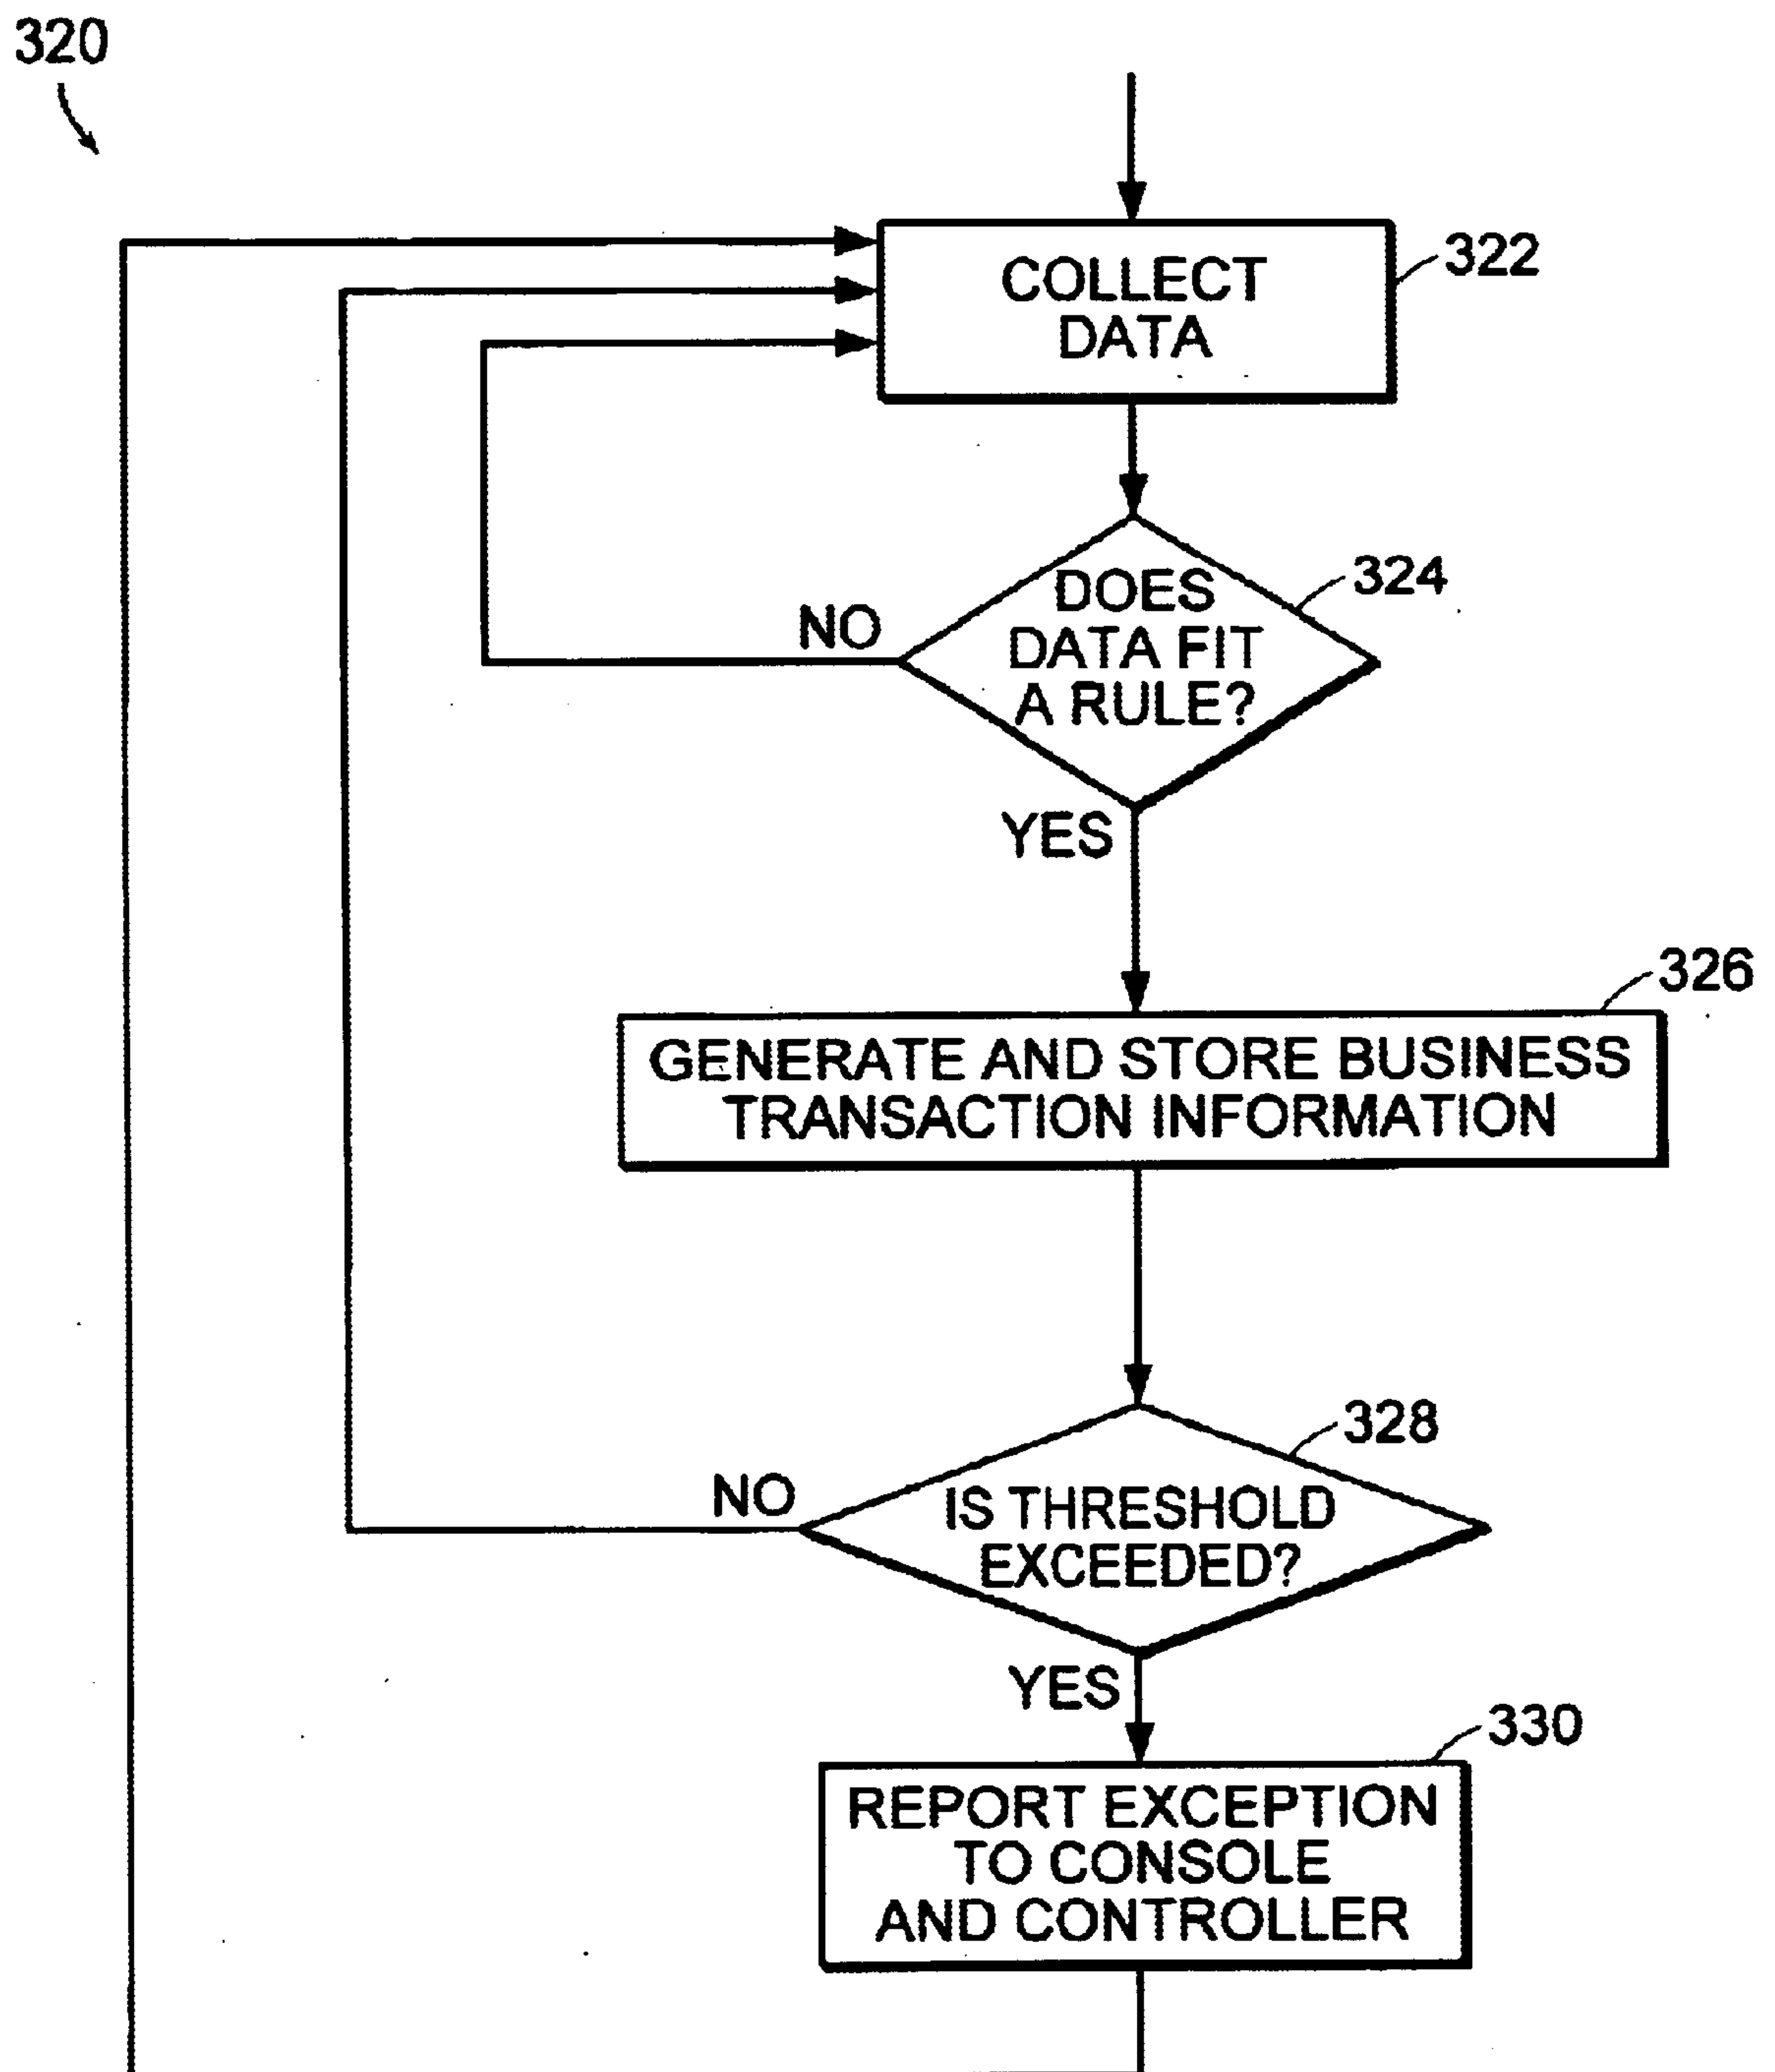 320
COLLECT
DATA
322
DOES
DATA FIT
A RULE?
324
NO
YES
326
GENERATE AND STORE BUSINESS
TRANSACTION INFORMATION
328
NO
IS THRESHOLD
EXCEEDED?
YES
330
REPORT EXCEPTION
TO CONSOLE
AND CONTROLLER